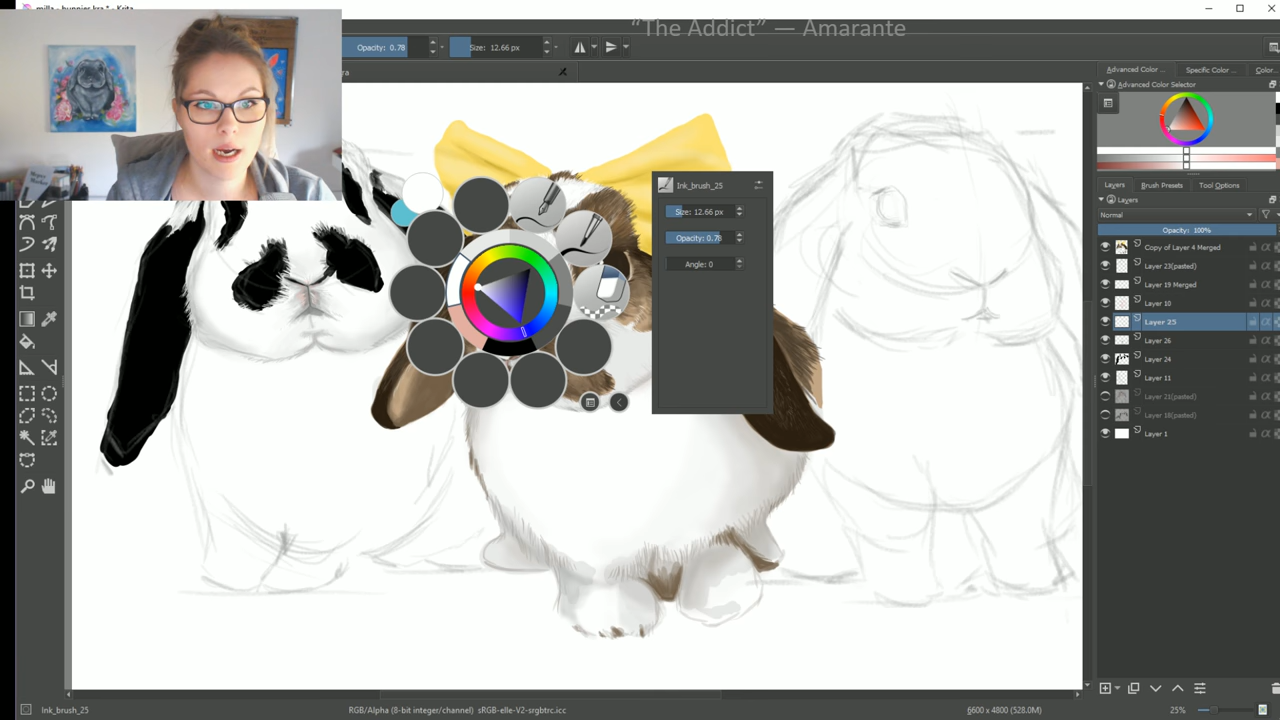 milla - bunnies.kra * - Krita
"The Addict" — Amarante
Opacity: 0.78
Size: 12.66 px
Advanced Color ...
Specific Color ...
Color...
Advanced Color Selector
Ink_brush_25
Size: 12.66 px
Opacity: 0.78
Angle: 0
Layers
Brush Presets
Tool Options
Layers
Normal
Opacity: 100%
Copy of Layer 4 Merged
Layer 23(pasted)
Layer 19 Merged
Layer 10
Layer 25
Layer 26
Layer 24
Layer 11
Layer 21(pasted)
Layer 18(pasted)
Layer 1
Ink_brush_25
RGB/Alpha (8-bit integer/channel) sRGB-elle-V2-srgbtrc.icc
6600 x 4800 (528.0M)
25%